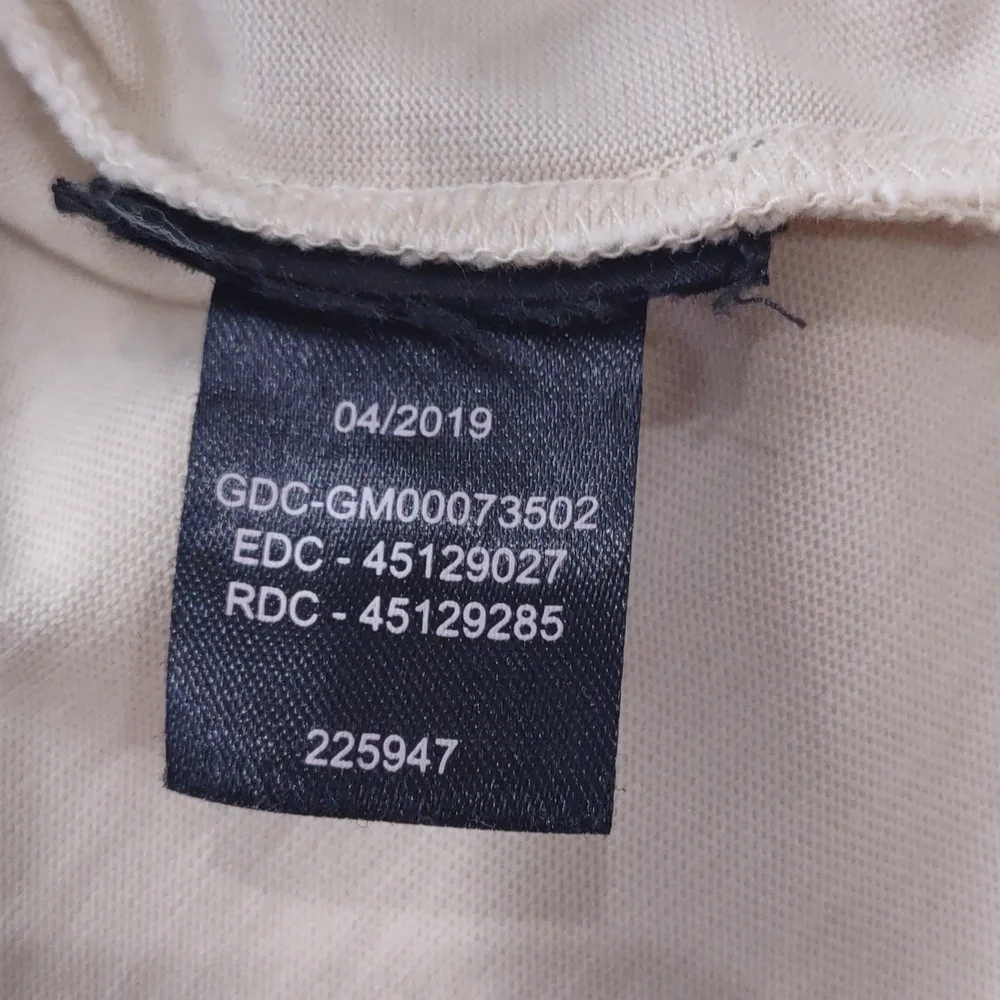 04/2019
GDC-GM00073502
EDC - 45129027
RDC - 45129285
225947